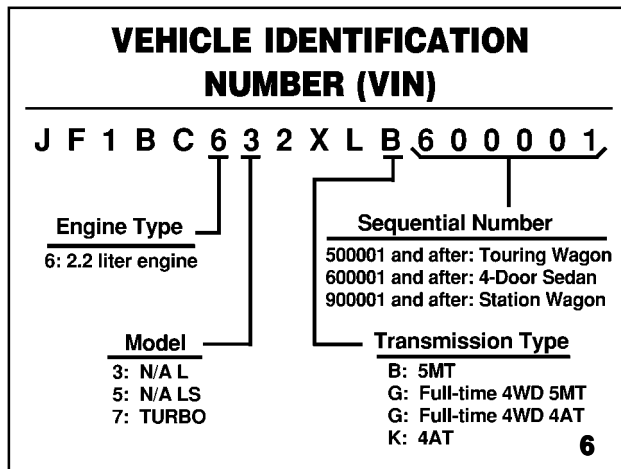 VEHICLE IDENTIFICATION
NUMBER (VIN)
J F 1 B C 6 3 2 X L B 6 0 0 0 0 1
Engine Type
6: 2.2 liter engine
Sequential Number
500001 and after: Touring Wagon
600001 and after: 4-Door Sedan
900001 and after: Station Wagon
Model
3: N/A L
5: N/A LS
7: TURBO
Transmission Type
B: 5MT
G: Full-time 4WD 5MT
G: Full-time 4WD 4AT
K: 4AT
6